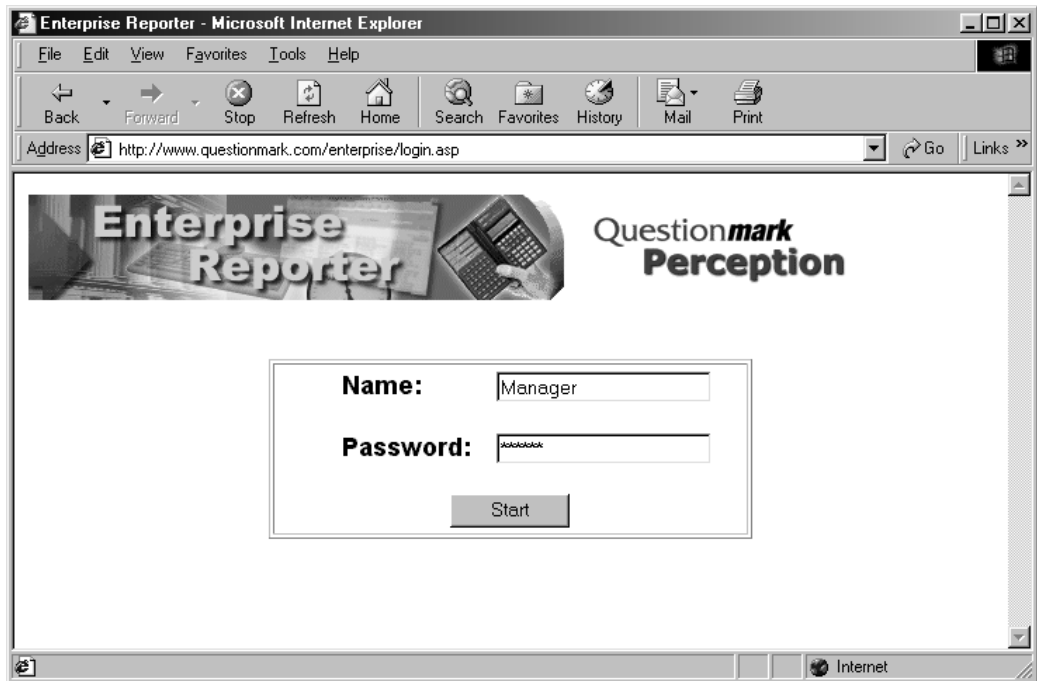 Enterprise Reporter - Microsoft Internet Explorer
File Edit View Favorites Tools Help
Back Forward Stop Refresh Home Search Favorites History Mail Print
Address http://www.questionmark.com/enterprise/login.asp Go Links »
Enterprise
Reporter
Questionmark
Perception
Name: Manager
Password: ******
Start
Internet